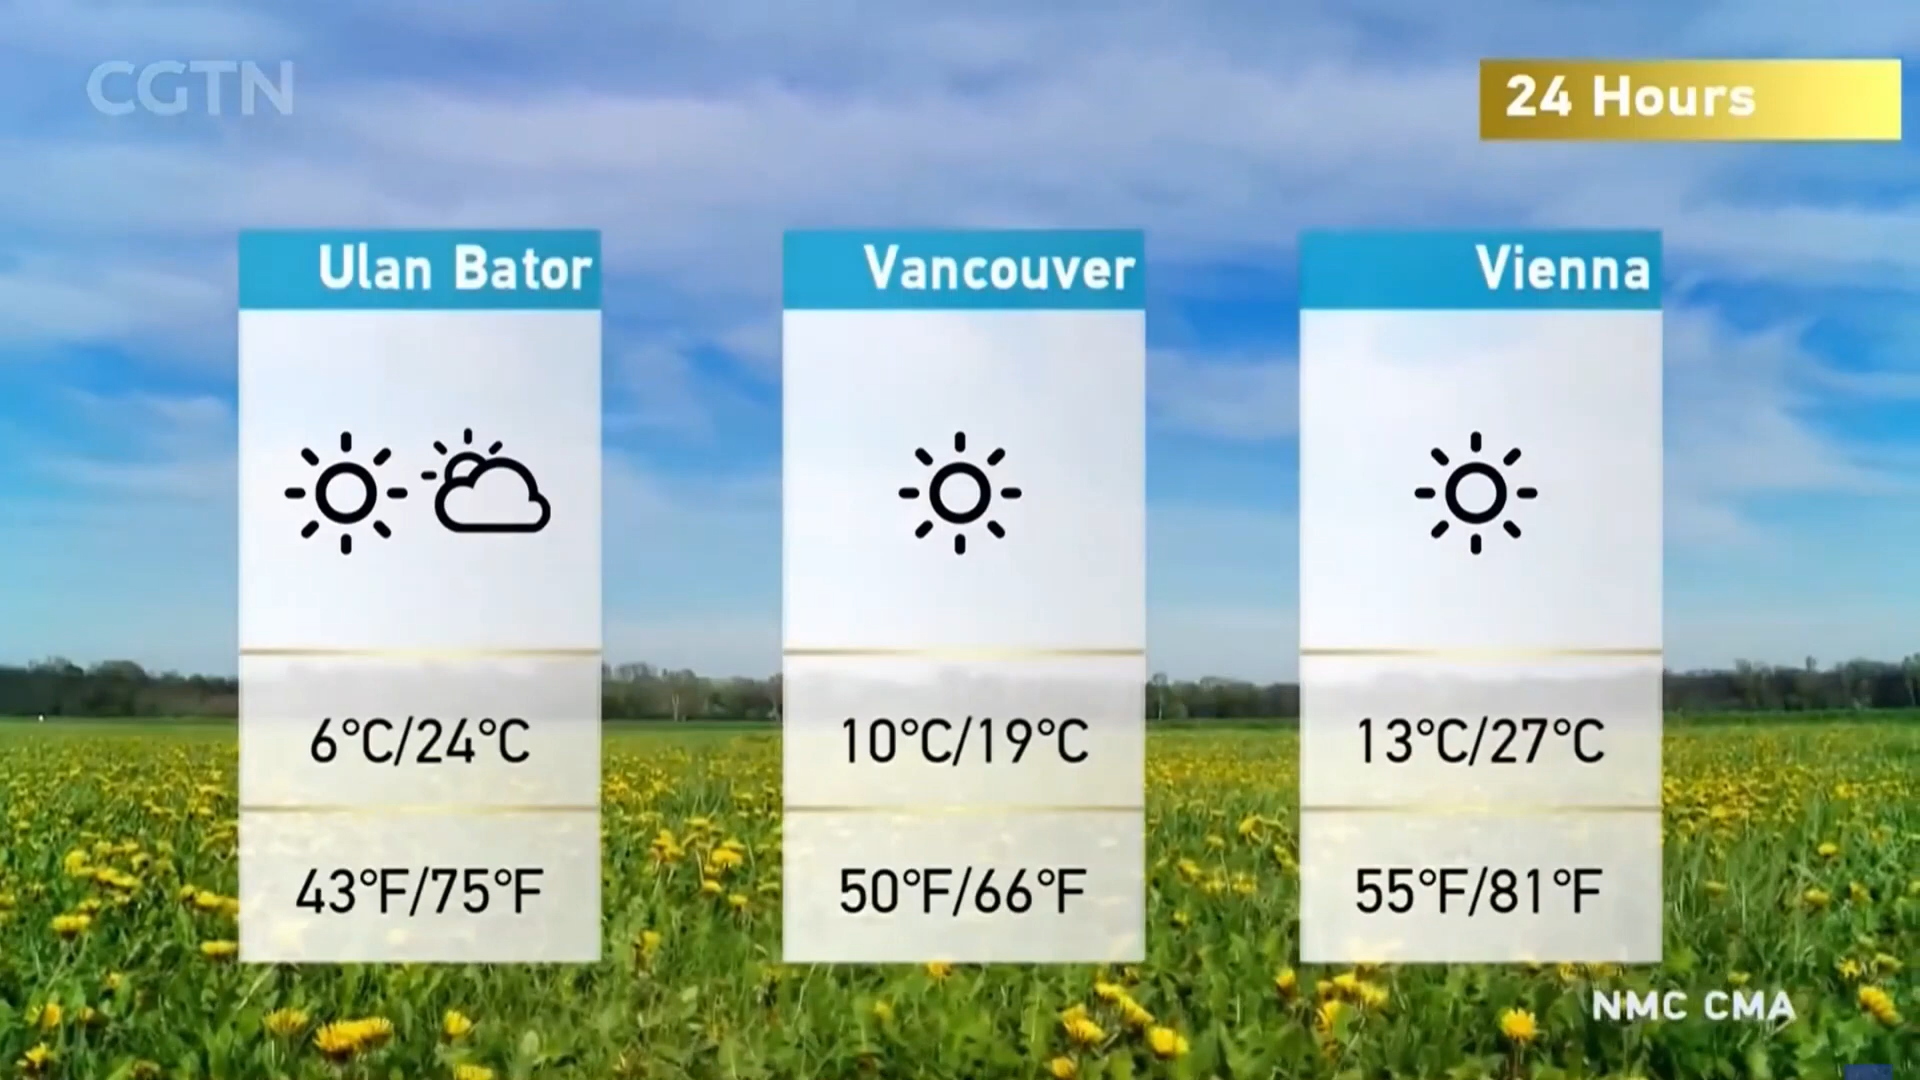 CGTN
24 Hours
Ulan Bator
6°C/24°C
43°F/75°F
Vancouver
10°C/19°C
50°F/66°F
Vienna
13°C/27°C
55°F/81°F
NMC CMA